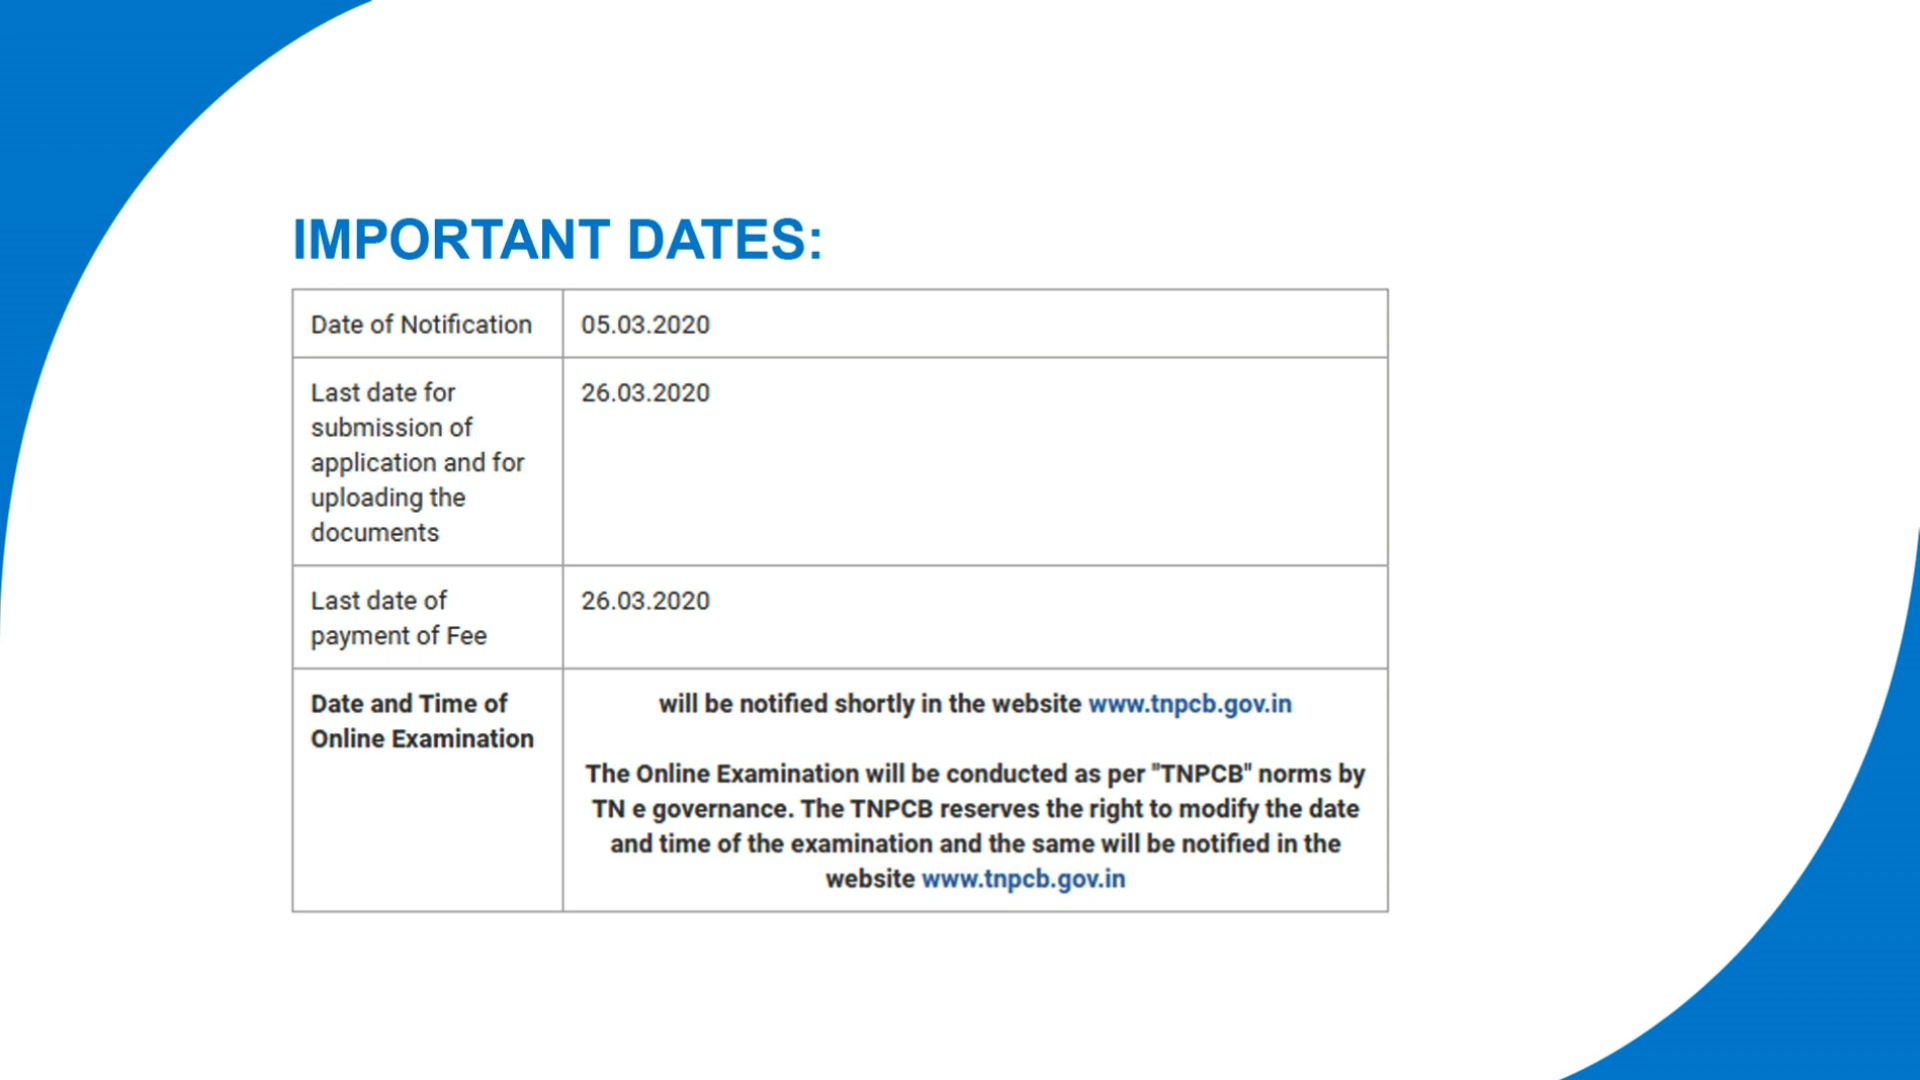 IMPORTANT DATES:
Date of Notification
05.03.2020
Last date for
submission of
application and for
uploading the
documents
26.03.2020
Last date of
payment of Fee
26.03.2020
Date and Time of
Online Examination
will be notified shortly in the website www.tnpcb.gov.in
The Online Examination will be conducted as per "TNPCB" norms by
TN e governance. The TNPCB reserves the right to modify the date
and time of the examination and the same will be notified in the
website www.tnpcb.gov.in